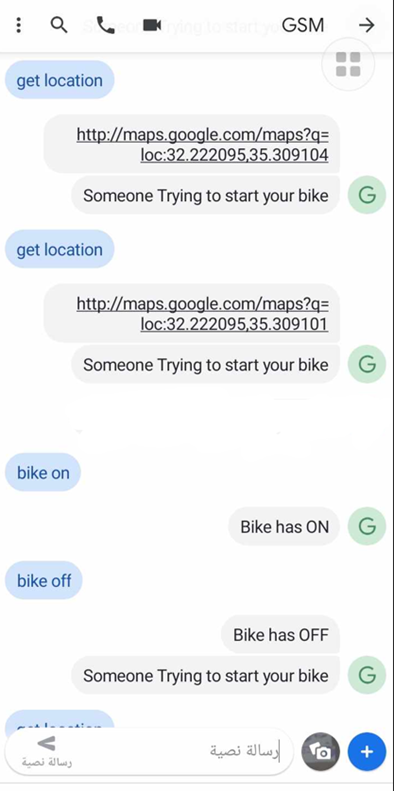 GSM
get location
http://maps.google.com/maps?q=
loc:32.222095,35.309104
Someone Trying to start your bike
G
get location
http://maps.google.com/maps?q=
loc:32.222095,35.309101
Someone Trying to start your bike
G
bike on
Bike has ON
G
bike off
Bike has OFF
Someone Trying to start your bike
G
get location
رسالة نصية
رسالة نصية